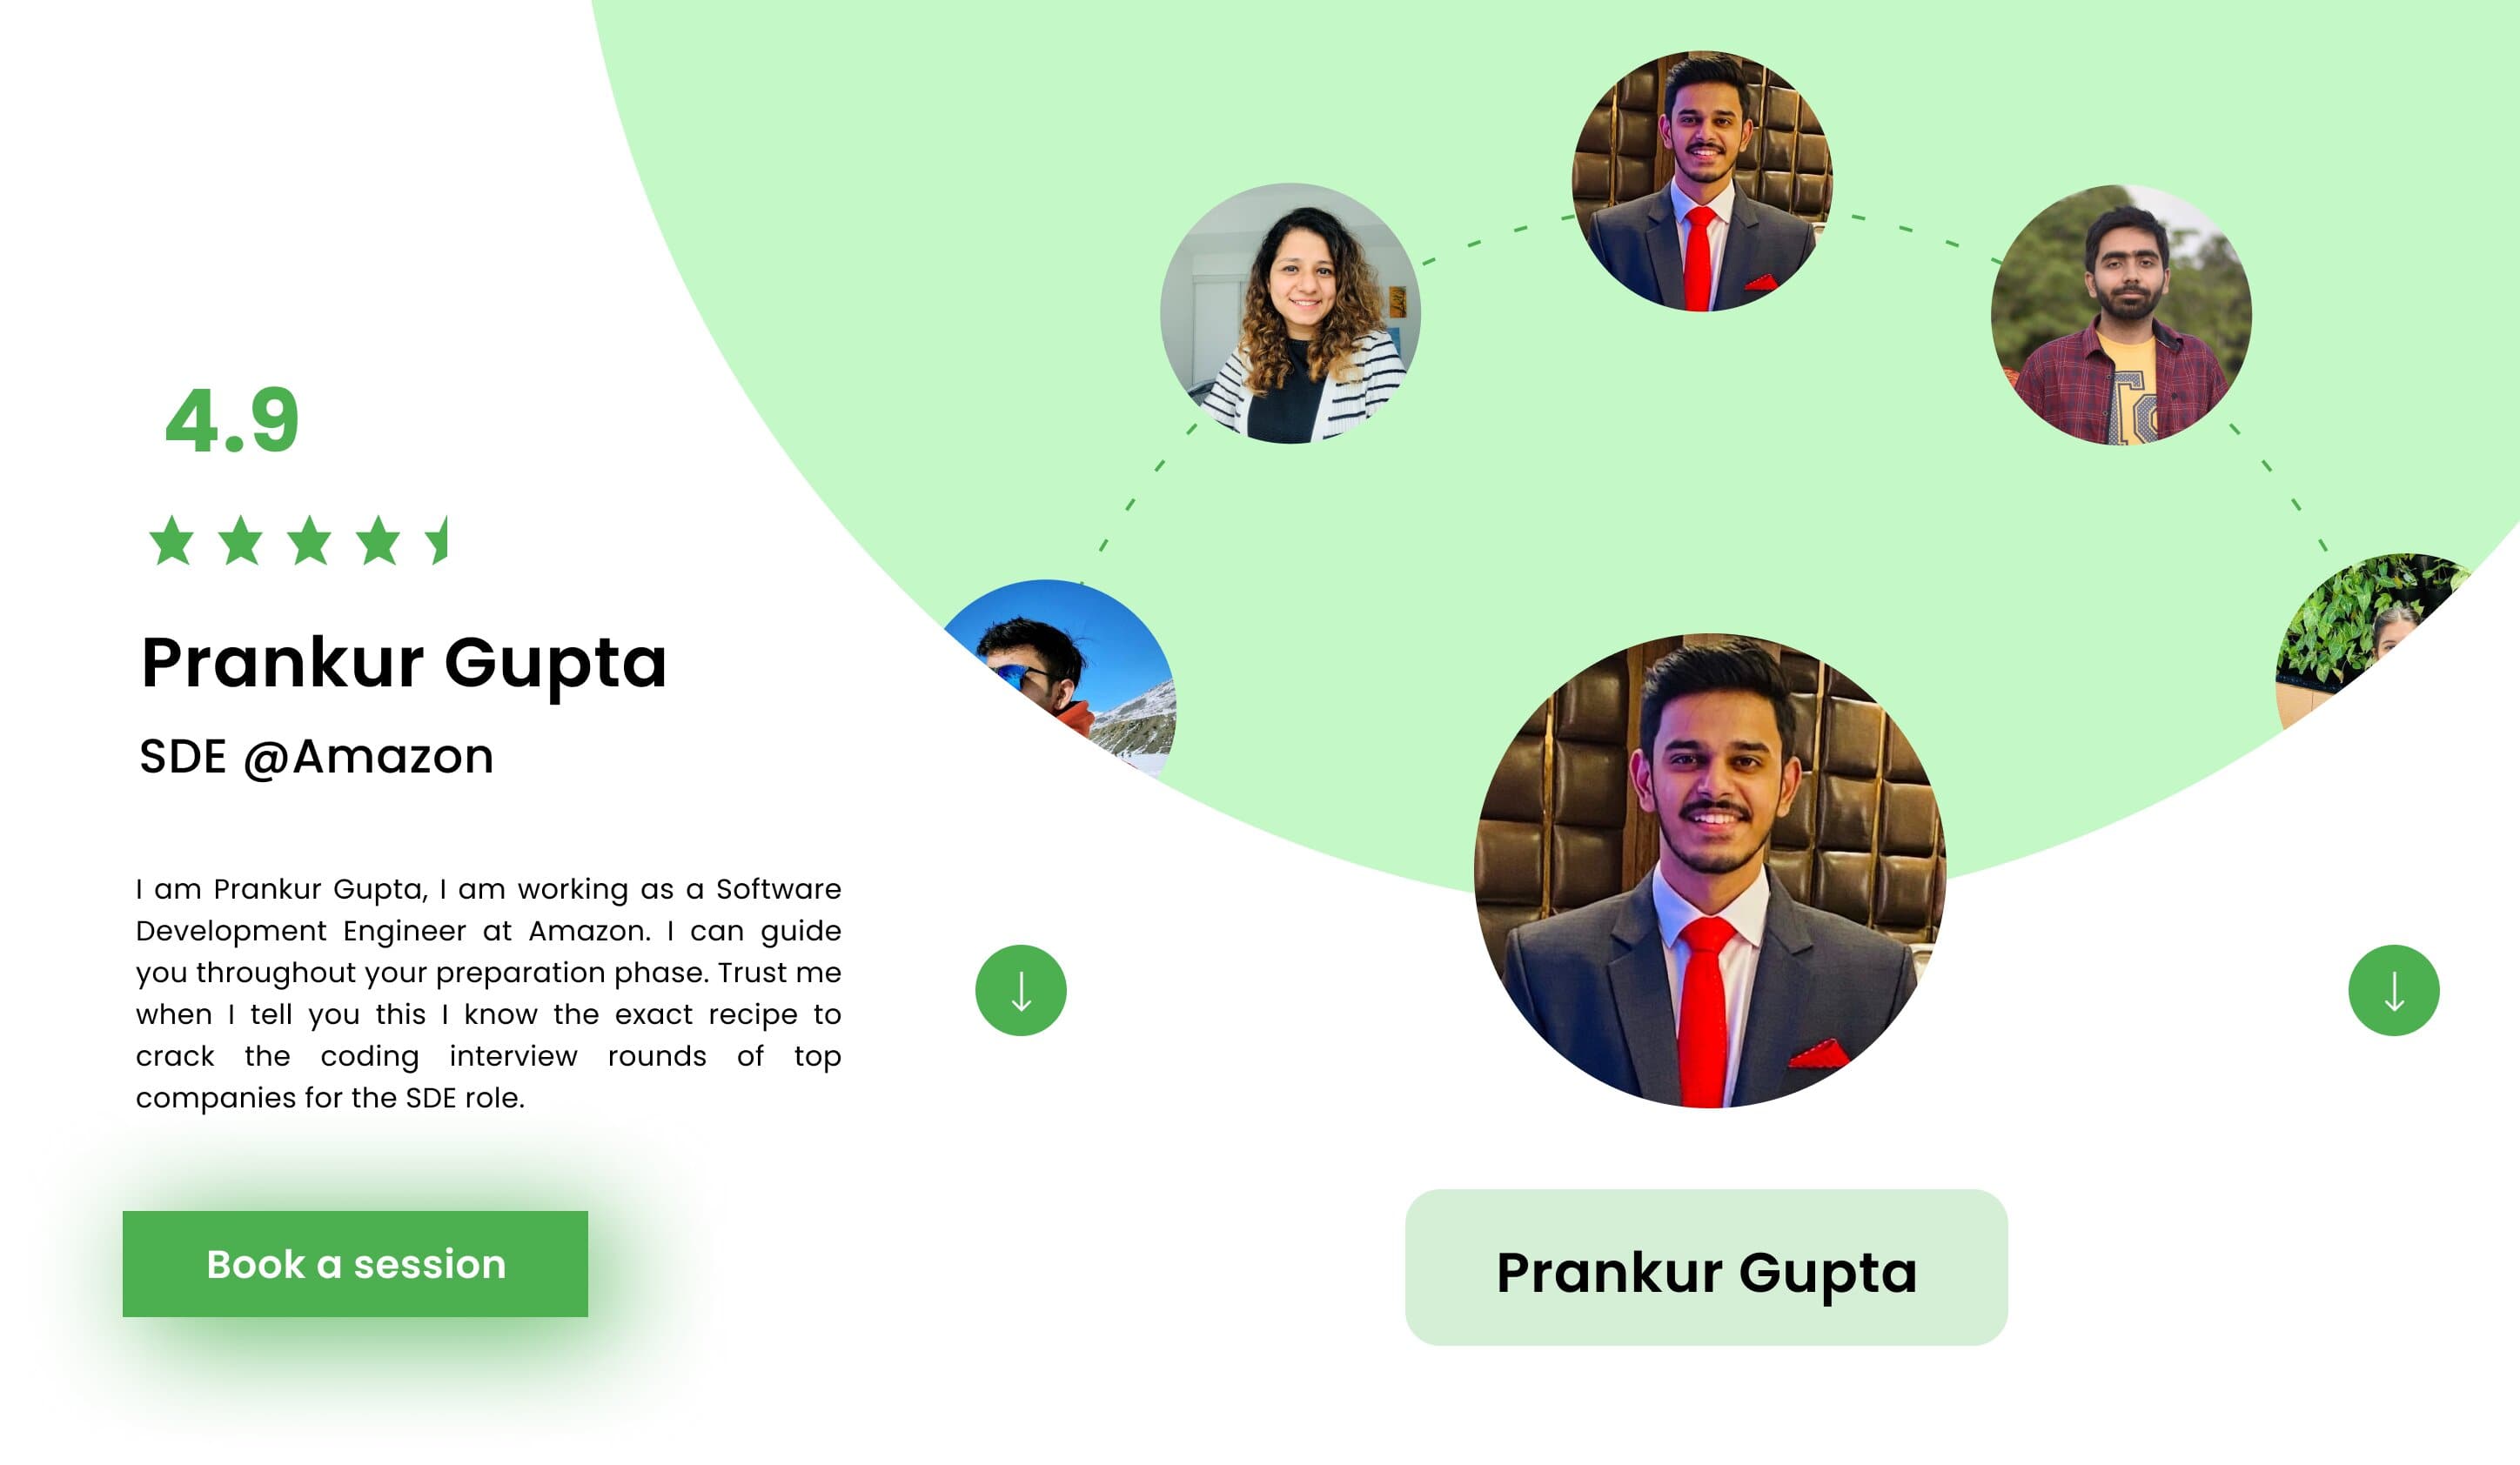 4.9
Prankur Gupta
SDE @Amazon
I am Prankur Gupta, I am working as a Software
Development Engineer at Amazon. I can guide
you throughout your preparation phase. Trust me
when I tell you this I know the exact recipe to
crack the coding interview rounds of top
companies for the SDE role.
Book a session
Prankur Gupta